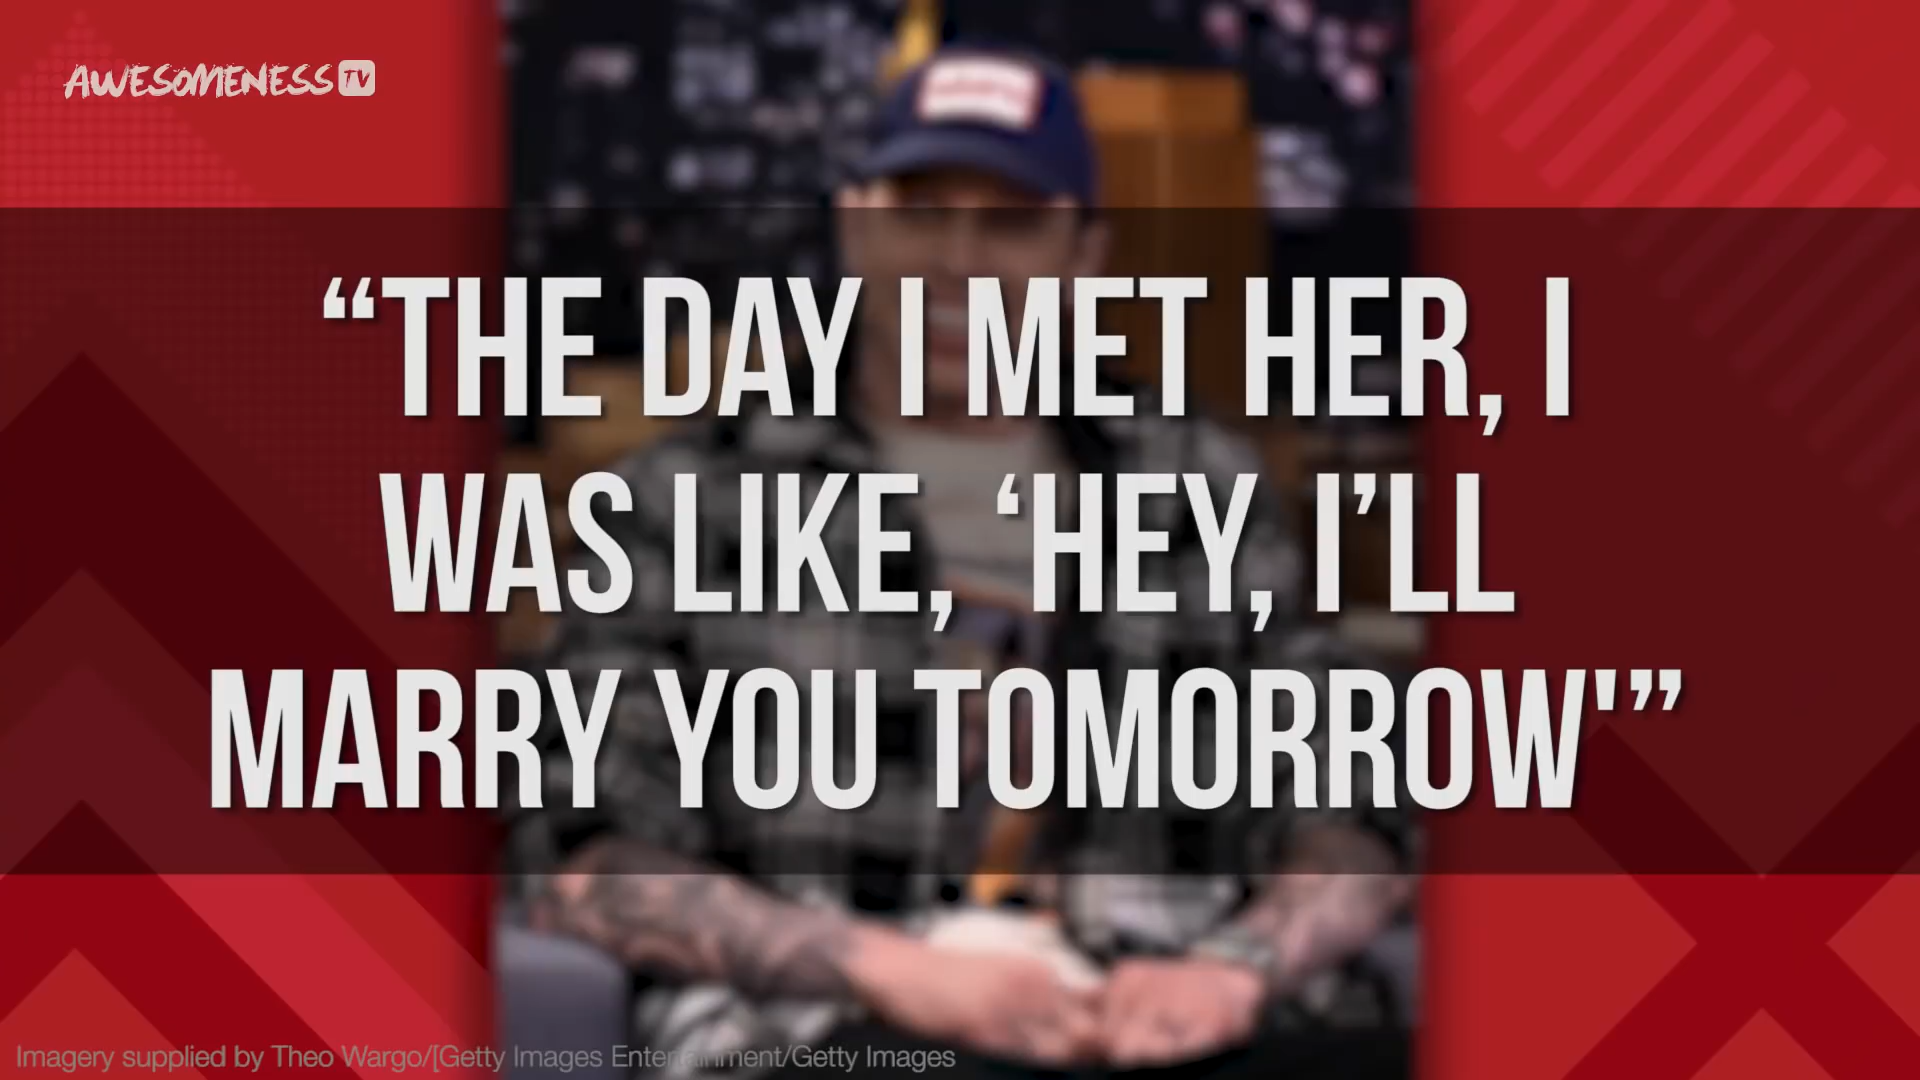 AWESOMENESS TV
“THE DAY I MET HER, I
WAS LIKE, ‘HEY, I’LL
MARRY YOU TOMORROW'”
Imagery supplied by Theo Wargo/[Getty Images Entertainment/Getty Images